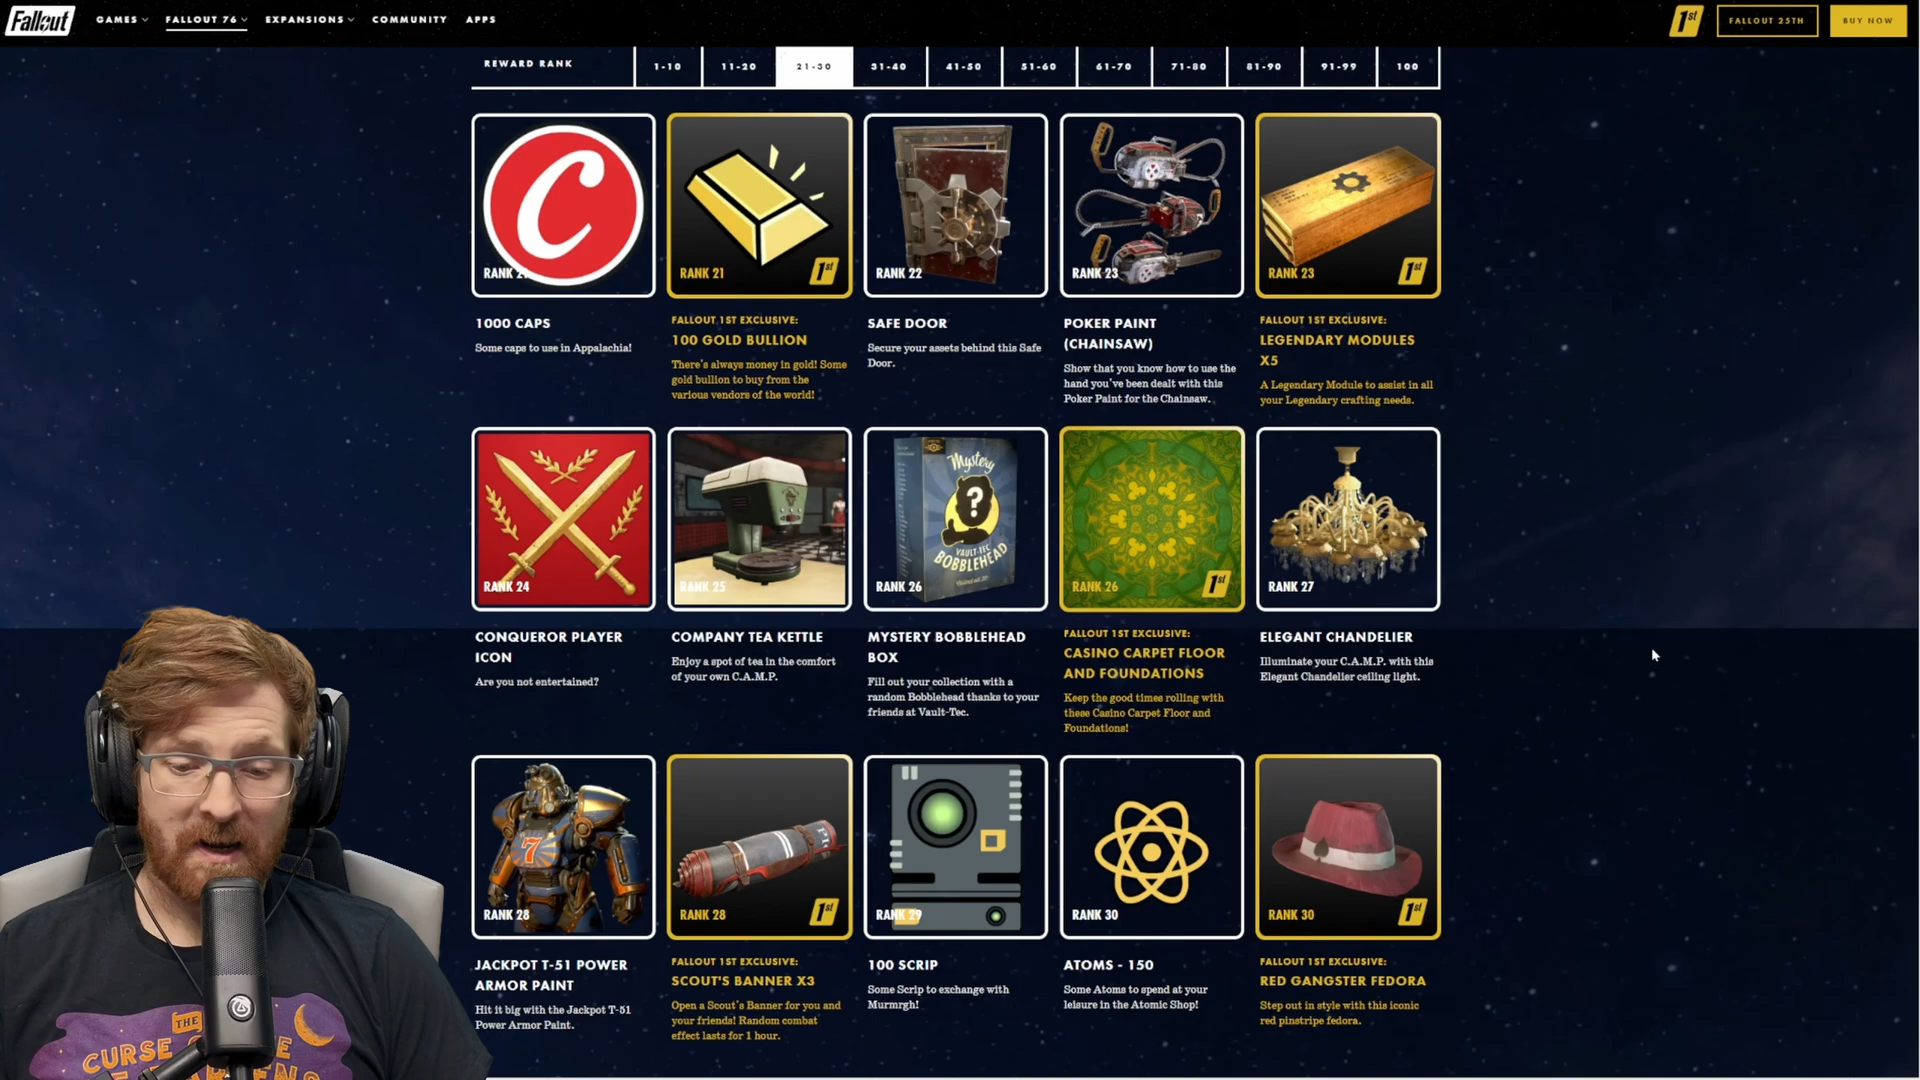 Fallout GAMES FALLOUT 76 EXPANSIONS COMMUNITY APPS 1st FALLOUT 25TH BUY NOW
REWARD RANK 1-10 11-20 21-30 31-40 41-50 51-60 61-70 71-80 81-90 91-99 100
C
RANK 21 1st
RANK 22
RANK 23
RANK 23 1st
1000 CAPS
Some caps to use in Appalachia!
FALLOUT 1ST EXCLUSIVE:
100 GOLD BULLION
There's always money in gold! Some
gold bullion to buy from the
various vendors of the world!
SAFE DOOR
Secure your assets behind this Safe
Door.
POKER PAINT
(CHAINSAW)
Show that you know how to use the
hand you've been dealt with this
Poker Paint for the Chainsaw.
FALLOUT 1ST EXCLUSIVE:
LEGENDARY MODULES
X5
A Legendary Module to assist in all
your Legendary crafting needs.
RANK 24
RANK 25
Mystery
?
VAULT-TEC
BOBBLEHEAD
RANK 26
RANK 26 1st
RANK 27
CONQUEROR PLAYER
ICON
Are you not entertained?
COMPANY TEA KETTLE
Enjoy a spot of tea in the comfort
of your own C.A.M.P.
MYSTERY BOBBLEHEAD
BOX
Fill out your collection with a
random Bobblehead thanks to your
friends at Vault-Tec.
FALLOUT 1ST EXCLUSIVE:
CASINO CARPET FLOOR
AND FOUNDATIONS
Keep the good times rolling with
these Casino Carpet Floor and
Foundations!
ELEGANT CHANDELIER
Illuminate your C.A.M.P. with this
Elegant Chandelier ceiling light.
7
RANK 28
RANK 28 1st
RANK 29
RANK 30
RANK 30 1st
JACKPOT T-51 POWER
ARMOR PAINT
Hit it big with the Jackpot T-51
Power Armor Paint.
FALLOUT 1ST EXCLUSIVE:
SCOUT'S BANNER X3
Open a Scout's Banner for you and
your friends! Random combat
effect lasts for 1 hour.
100 SCRIP
Some Scrip to exchange with
Murmrgh!
ATOMS - 150
Some Atoms to spend at your
leisure in the Atomic Shop!
FALLOUT 1ST EXCLUSIVE:
RED GANGSTER FEDORA
Step out in style with this iconic
red pinstripe fedora.
THE
CURSE